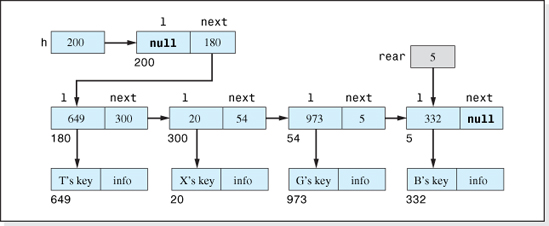 l next
h 200 null 180
200
rear 5
l next l next l next l next
649 300 20 54 973 5 332 null
180 300 54 5
T's key info X's key info G's key info B's key info
649 20 973 332